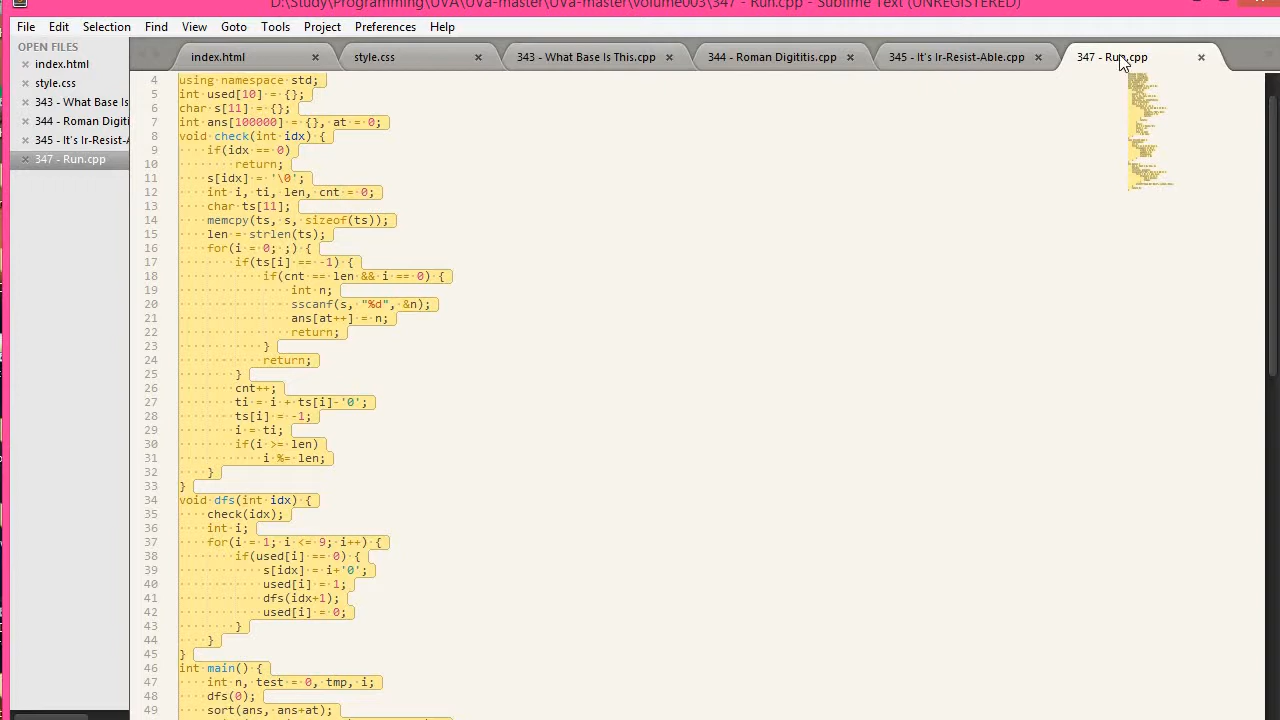 D:\Study\Programming\UVA\UVa-master\UVa-master\volume003\347 - Run.cpp - Sublime Text (UNREGISTERED)
File Edit Selection Find View Goto Tools Project Preferences Help
OPEN FILES
index.html
style.css
343 - What Base Is
344 - Roman Digiti
345 - It's Ir-Resist-A
347 - Run.cpp
index.html style.css 343 - What Base Is This.cpp 344 - Roman Digititis.cpp 345 - It's Ir-Resist-Able.cpp 347 - Run.cpp
4 using namespace std;
5 int used[10] = {};
6 char s[11] = {};
7 int ans[100000] = {}, at = 0;
8 void check(int idx) {
9 if(idx == 0)
10 return;
11 s[idx] = '\0';
12 int i, ti, len, cnt = 0;
13 char ts[11];
14 memcpy(ts, s, sizeof(ts));
15 len = strlen(ts);
16 for(i = 0; ;) {
17 if(ts[i] == -1) {
18 if(cnt == len && i == 0) {
19 int n;
20 sscanf(s, "%d", &n);
21 ans[at++] = n;
22 return;
23 }
24 return;
25 }
26 cnt++;
27 ti = i + ts[i]-'0';
28 ts[i] = -1;
29 i = ti;
30 if(i >= len)
31 i %= len;
32 }
33 }
34 void dfs(int idx) {
35 check(idx);
36 int i;
37 for(i = 1; i <= 9; i++) {
38 if(used[i] == 0) {
39 s[idx] = i+'0';
40 used[i] = 1;
41 dfs(idx+1);
42 used[i] = 0;
43 }
44 }
45 }
46 int main() {
47 int n, test = 0, tmp, i;
48 dfs(0);
49 sort(ans, ans+at);